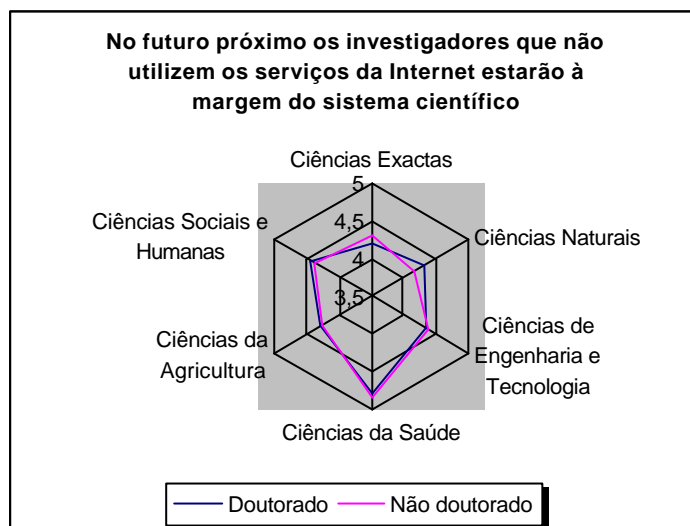 No futuro próximo os investigadores que não
utilizem os serviços da Internet estarão à
margem do sistema científico
Ciências Exactas
5
Ciências Sociais e
Humanas
4,5
Ciências Naturais
4
3,5
Ciências da
Agricultura
Ciências de
Engenharia e
Tecnologia
Ciências da Saúde
Doutorado
Não doutorado